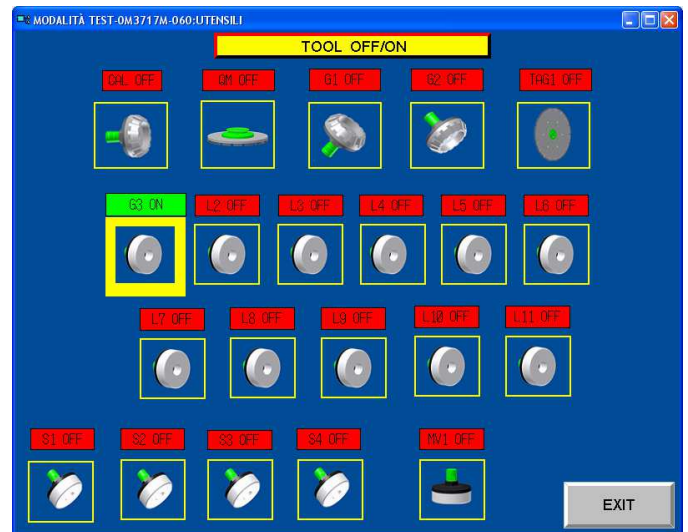 MODALITÀ TEST-0M3717M-060:UTENSILI
TOOL OFF/ON
CAL OFF QM OFF G1 OFF G2 OFF TAG1 OFF
G3 ON L2 OFF L3 OFF L4 OFF L5 OFF L6 OFF
L7 OFF L8 OFF L9 OFF L10 OFF L11 OFF
S1 OFF S2 OFF S3 OFF S4 OFF MV1 OFF
EXIT